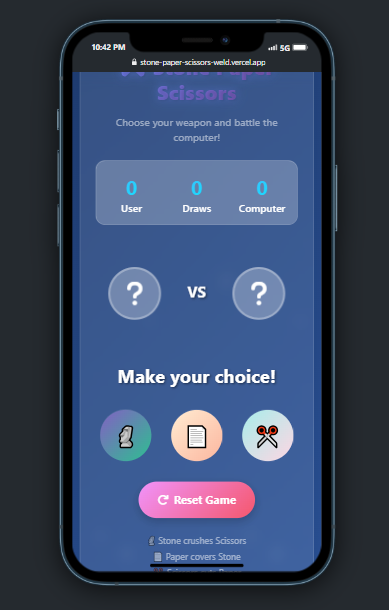 10:42 PM
5G
stone-paper-scissors-weld.vercel.app
Stone Paper
Scissors
Choose your weapon and battle the
computer!
0 0 0
User Draws Computer
? VS ?
Make your choice!
Reset Game
Stone crushes Scissors
Paper covers Stone